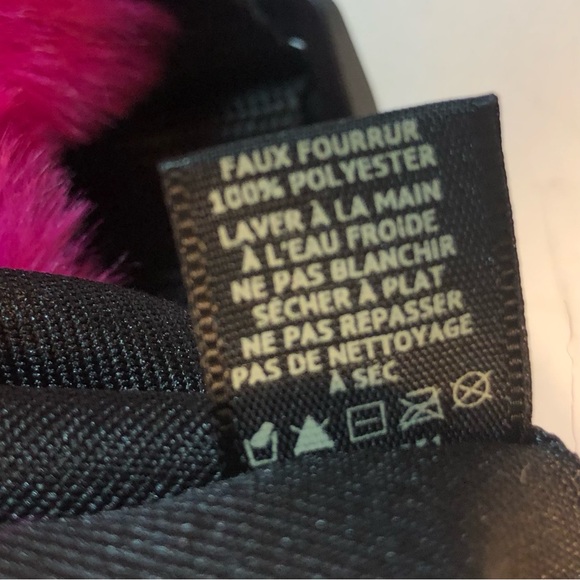 FAUX FOURRUR
100% POLYESTER
LAVER À LA MAIN
À L'EAU FROIDE
NE PAS BLANCHIR
SÉCHER À PLAT
NE PAS REPASSER
PAS DE NETTOYAGE
À SEC